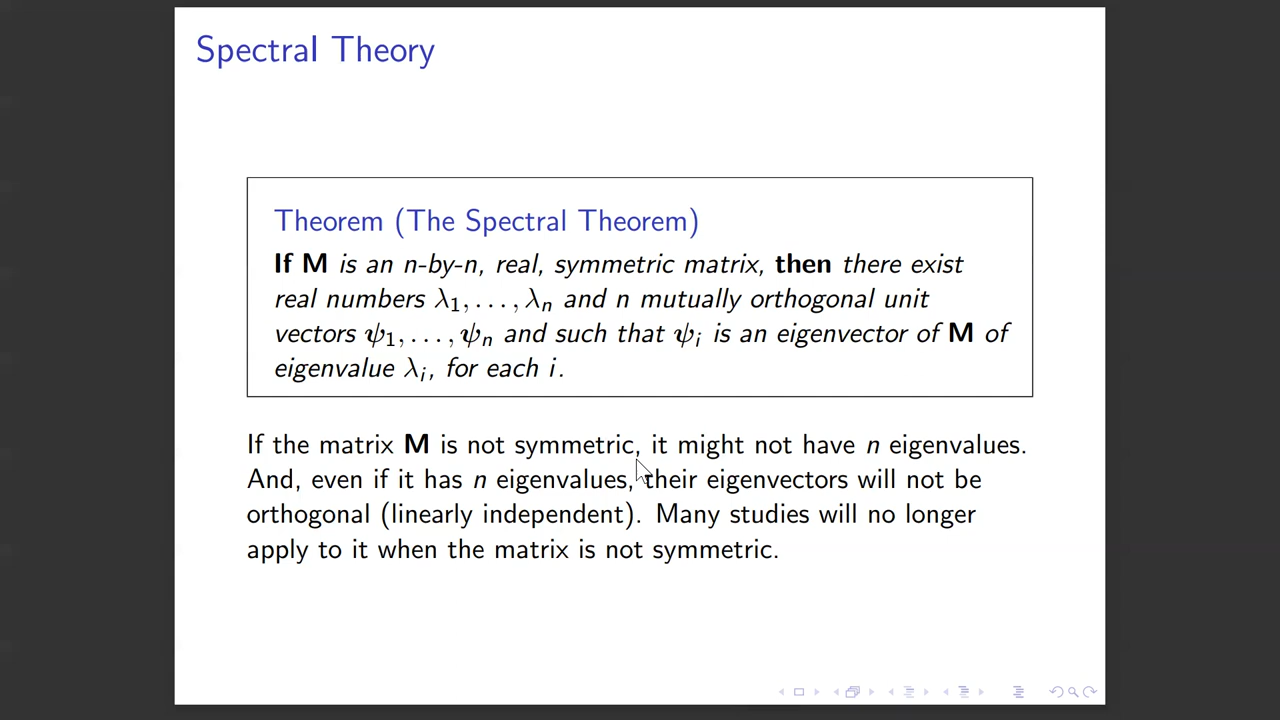 Spectral Theory
Theorem (The Spectral Theorem)
If M is an n-by-n, real, symmetric matrix, then there exist
real numbers λ₁, . . . , λₙ and n mutually orthogonal unit
vectors ψ₁, . . . , ψₙ and such that ψᵢ is an eigenvector of M of
eigenvalue λᵢ, for each i.
If the matrix M is not symmetric, it might not have n eigenvalues.
And, even if it has n eigenvalues, their eigenvectors will not be
orthogonal (linearly independent). Many studies will no longer
apply to it when the matrix is not symmetric.